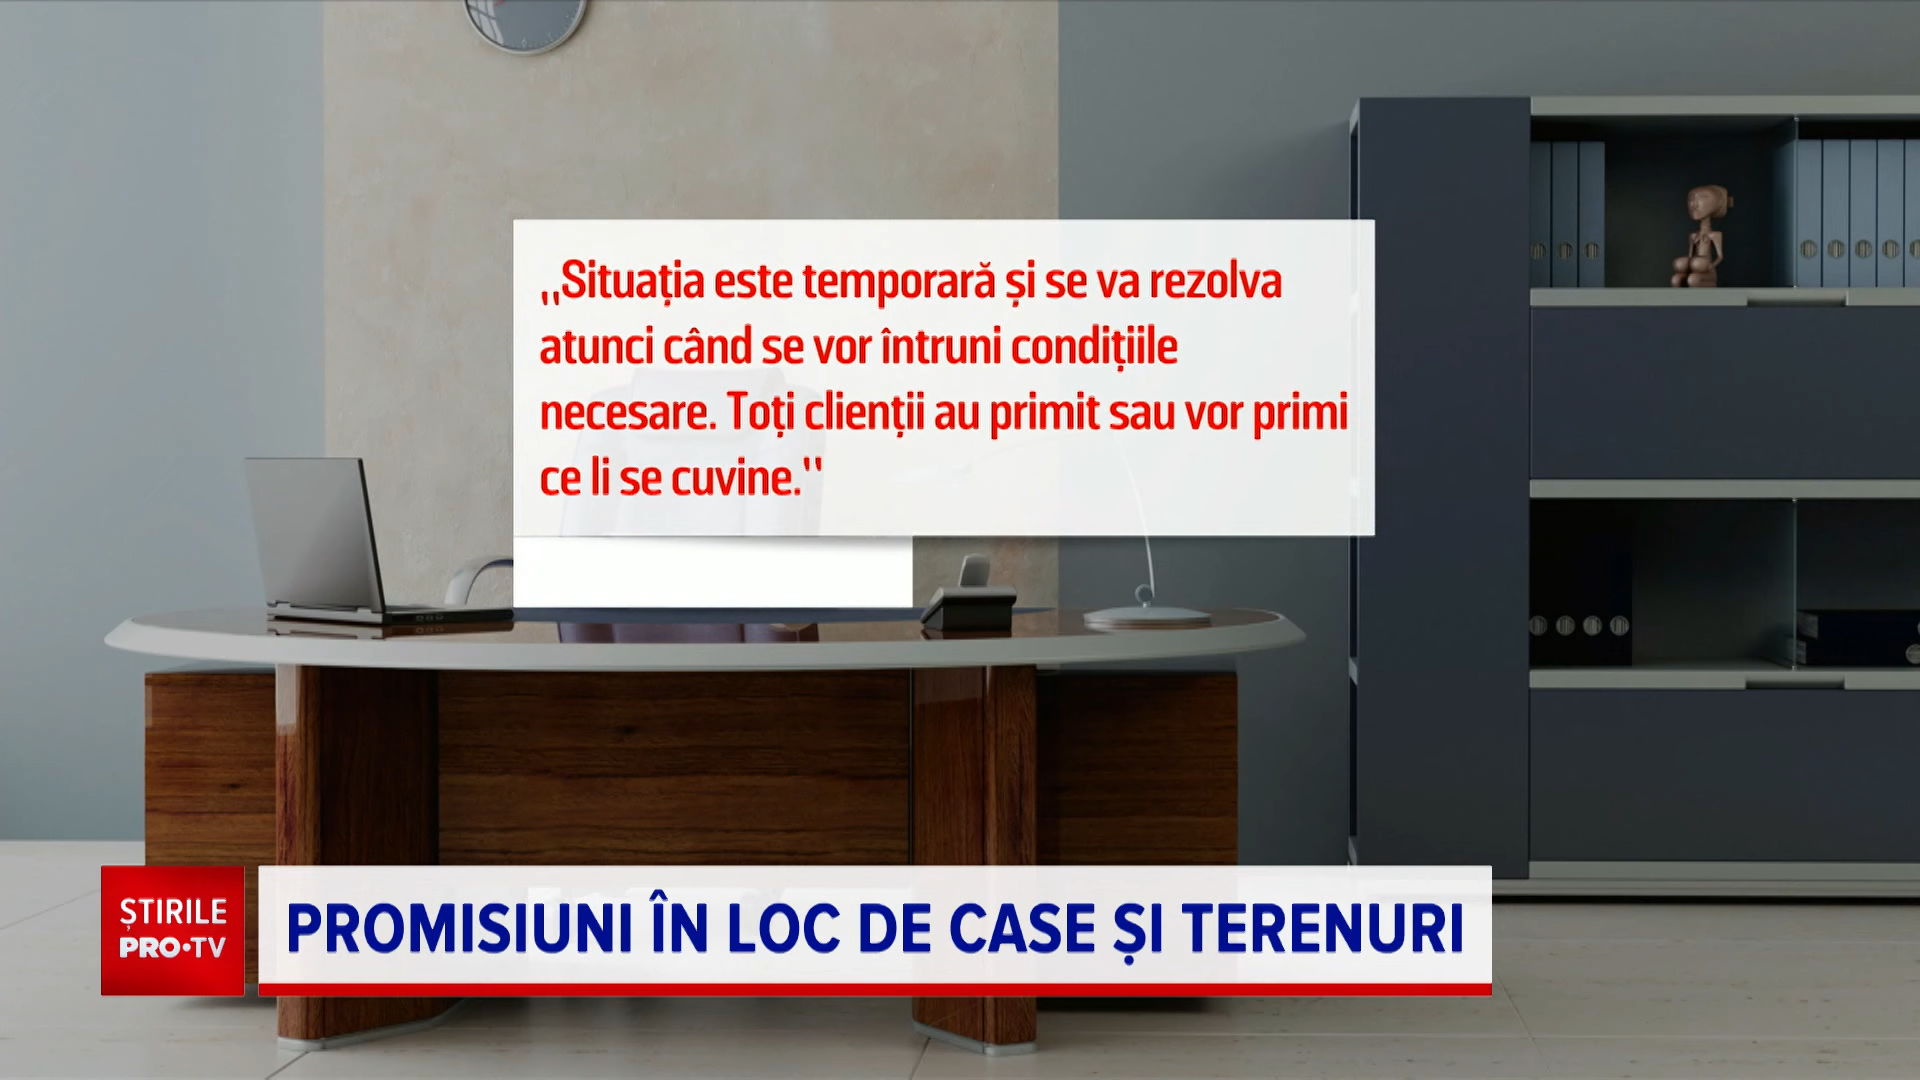 ,,Situația este temporară și se va rezolva
atunci când se vor întruni condițiile
necesare. Toți clienții au primit sau vor primi
ce li se cuvine.''
ȘTIRILE
PRO•TV
PROMISIUNI ÎN LOC DE CASE ȘI TERENURI